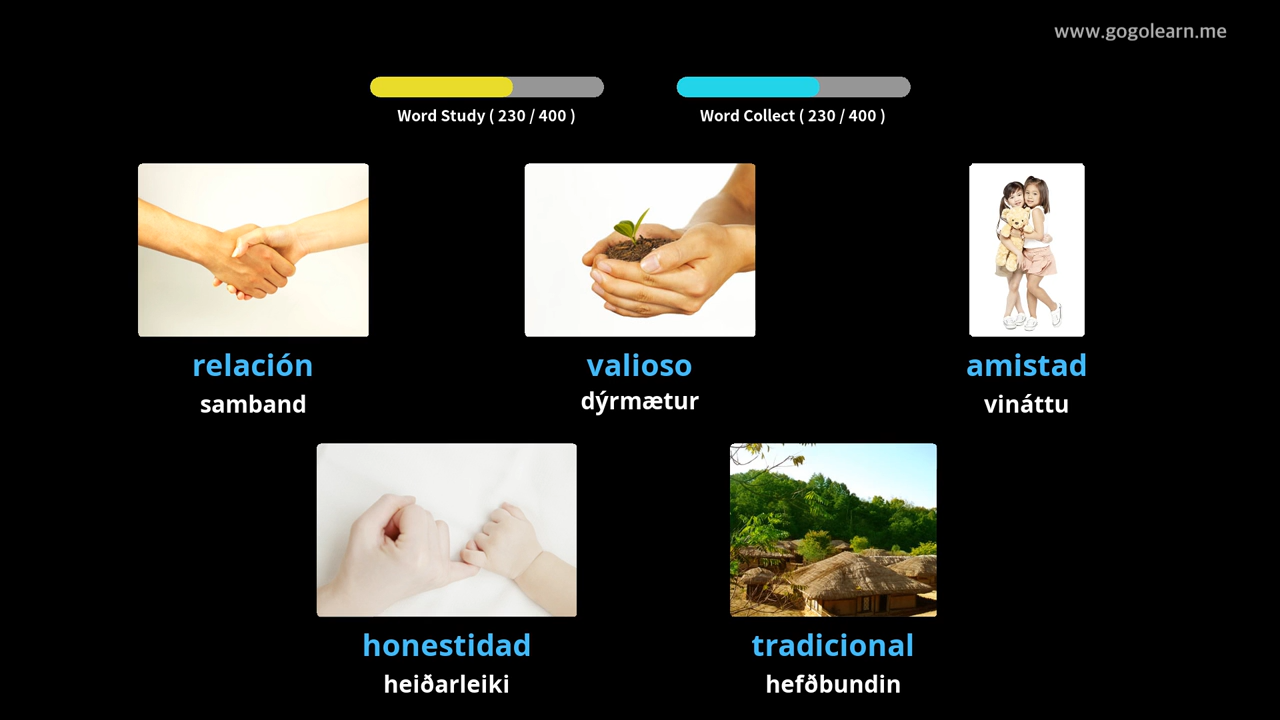 www.gogolearn.me
Word Study ( 230 / 400 )
Word Collect ( 230 / 400 )
relación
samband
valioso
dýrmætur
amistad
vináttu
honestidad
heiðarleiki
tradicional
hefðbundin